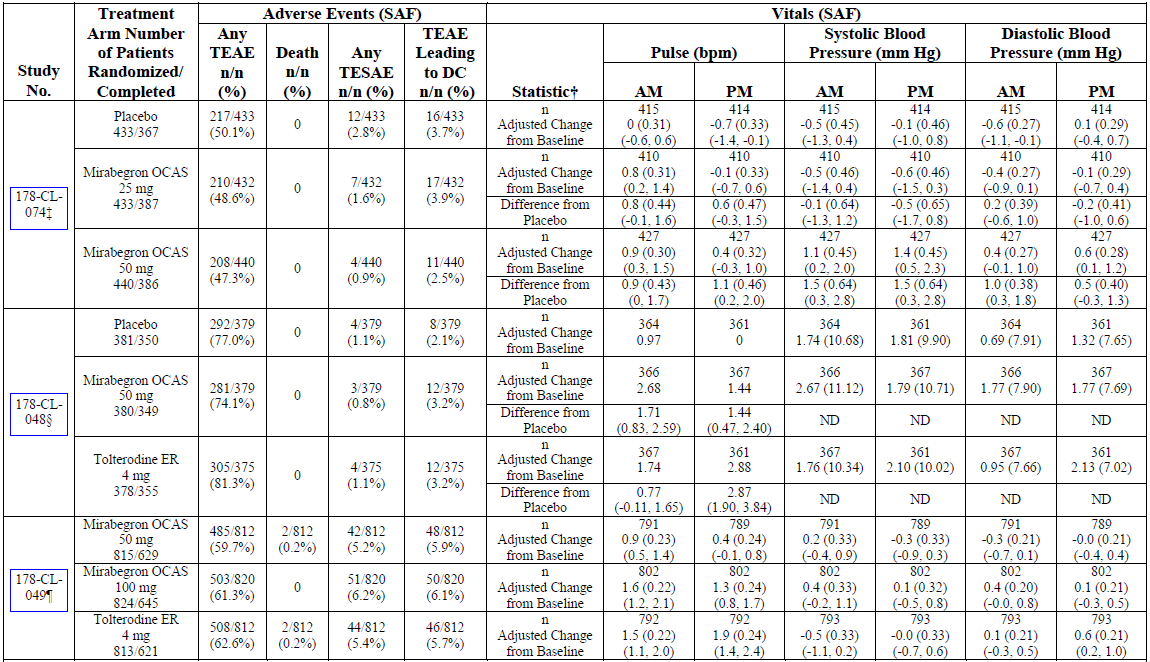 Study No.
Treatment Arm Number of Patients Randomized/ Completed
Adverse Events (SAF)
Vitals (SAF)
Any TEAE n/n (%)
Death n/n (%)
Any TESAE n/n (%)
TEAE Leading to DC n/n (%)
Statistic†
Pulse (bpm)
Systolic Blood Pressure (mm Hg)
Diastolic Blood Pressure (mm Hg)
AM PM AM PM AM PM
178-CL-074‡
Placebo 433/367
217/433 (50.1%)
0
12/433 (2.8%)
16/433 (3.7%)
n 415 414 415 414 415 414
Adjusted Change 0 (0.31) -0.7 (0.33) -0.5 (0.45) -0.1 (0.46) -0.6 (0.27) 0.1 (0.29)
from Baseline (-0.6, 0.6) (-1.4, -0.1) (-1.3, 0.4) (-1.0, 0.8) (-1.1, -0.1) (-0.4, 0.7)
Mirabegron OCAS 25 mg 433/387
210/432 (48.6%)
0
7/432 (1.6%)
17/432 (3.9%)
n 410 410 410 410 410 410
Adjusted Change 0.8 (0.31) -0.1 (0.33) -0.5 (0.46) -0.6 (0.46) -0.4 (0.27) -0.1 (0.29)
from Baseline (0.2, 1.4) (-0.7, 0.6) (-1.4, 0.4) (-1.5, 0.3) (-0.9, 0.1) (-0.7, 0.4)
Difference from 0.8 (0.44) 0.6 (0.47) -0.1 (0.64) -0.5 (0.65) 0.2 (0.39) -0.2 (0.41)
Placebo (-0.1, 1.6) (-0.3, 1.5) (-1.3, 1.2) (-1.7, 0.8) (-0.6, 1.0) (-1.0, 0.6)
Mirabegron OCAS 50 mg 440/386
208/440 (47.3%)
0
4/440 (0.9%)
11/440 (2.5%)
n 427 427 427 427 427 427
Adjusted Change 0.9 (0.30) 0.4 (0.32) 1.1 (0.45) 1.4 (0.45) 0.4 (0.27) 0.6 (0.28)
from Baseline (0.3, 1.5) (-0.3, 1.0) (0.2, 2.0) (0.5, 2.3) (-0.1, 1.0) (0.1, 1.2)
Difference from 0.9 (0.43) 1.1 (0.46) 1.5 (0.64) 1.5 (0.64) 1.0 (0.38) 0.5 (0.40)
Placebo (0, 1.7) (0.2, 2.0) (0.3, 2.8) (0.3, 2.8) (0.3, 1.8) (-0.3, 1.3)
178-CL-048§
Placebo 381/350
292/379 (77.0%)
0
4/379 (1.1%)
8/379 (2.1%)
n 364 361 364 361 364 361
Adjusted Change from Baseline 0.97 0 1.74 (10.68) 1.81 (9.90) 0.69 (7.91) 1.32 (7.65)
Mirabegron OCAS 50 mg 380/349
281/379 (74.1%)
0
3/379 (0.8%)
12/379 (3.2%)
n 366 367 366 367 366 367
Adjusted Change from Baseline 2.68 1.44 2.67 (11.12) 1.79 (10.71) 1.77 (7.90) 1.77 (7.69)
Difference from 1.71 1.44 ND ND ND ND
Placebo (0.83, 2.59) (0.47, 2.40)
Tolterodine ER 4 mg 378/355
305/375 (81.3%)
0
4/375 (1.1%)
12/375 (3.2%)
n 367 361 367 361 367 361
Adjusted Change from Baseline 1.74 2.88 1.76 (10.34) 2.10 (10.02) 0.95 (7.66) 2.13 (7.02)
Difference from 0.77 2.87 ND ND ND ND
Placebo (-0.11, 1.65) (1.90, 3.84)
178-CL-049¶
Mirabegron OCAS 50 mg 815/629
485/812 (59.7%)
2/812 (0.2%)
42/812 (5.2%)
48/812 (5.9%)
n 791 789 791 789 791 789
Adjusted Change 0.9 (0.23) 0.4 (0.24) 0.2 (0.33) -0.3 (0.33) -0.3 (0.21) -0.0 (0.21)
from Baseline (0.5, 1.4) (-0.1, 0.8) (-0.4, 0.9) (-0.9, 0.3) (-0.7, 0.1) (-0.4, 0.4)
Mirabegron OCAS 100 mg 824/645
503/820 (61.3%)
0
51/820 (6.2%)
50/820 (6.1%)
n 802 802 802 802 802 802
Adjusted Change 1.6 (0.22) 1.3 (0.24) 0.4 (0.33) 0.1 (0.32) 0.4 (0.20) 0.1 (0.21)
from Baseline (1.2, 2.1) (0.8, 1.7) (-0.2, 1.1) (-0.5, 0.8) (-0.0, 0.8) (-0.3, 0.5)
Tolterodine ER 4 mg 813/621
508/812 (62.6%)
2/812 (0.2%)
44/812 (5.4%)
46/812 (5.7%)
n 792 792 793 793 793 793
Adjusted Change 1.5 (0.22) 1.9 (0.24) -0.5 (0.33) -0.0 (0.33) 0.1 (0.21) 0.6 (0.21)
from Baseline (1.1, 2.0) (1.4, 2.4) (-1.1, 0.2) (-0.7, 0.6) (-0.3, 0.5) (0.2, 1.0)